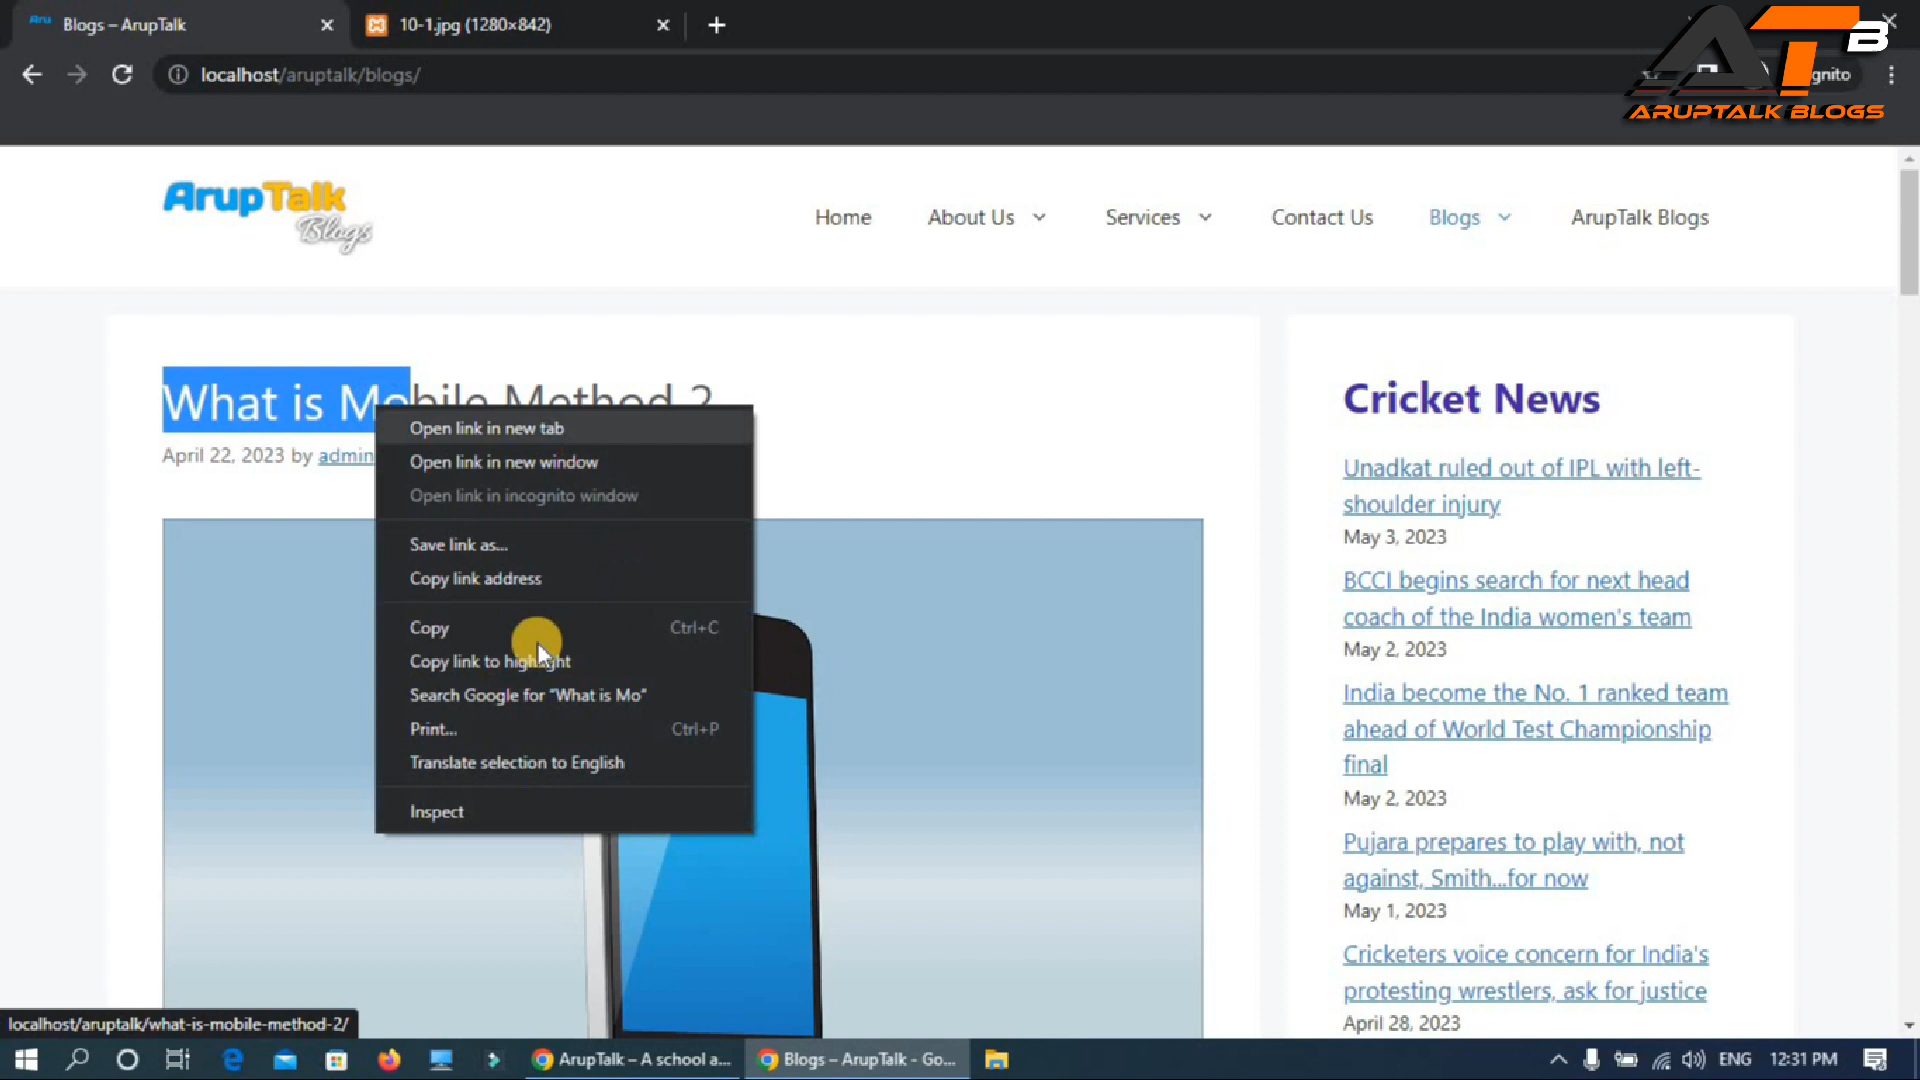 Blogs – ArupTalk
10-1.jpg (1280×842)
localhost/aruptalk/blogs/
gnito
AT
B
ARUPTALK BLOGS
ArupTalk
Blogs
Home
About Us
Services
Contact Us
Blogs
ArupTalk Blogs
What is Mobile Method 2
April 22, 2023 by admin
Open link in new tab
Open link in new window
Open link in incognito window
Save link as...
Copy link address
Copy Ctrl+C
Copy link to highlight
Search Google for “What is Mo”
Print... Ctrl+P
Translate selection to English
Inspect
Cricket News
Unadkat ruled out of IPL with left-
shoulder injury
May 3, 2023
BCCI begins search for next head
coach of the India women's team
May 2, 2023
India become the No. 1 ranked team
ahead of World Test Championship
final
May 2, 2023
Pujara prepares to play with, not
against, Smith...for now
May 1, 2023
Cricketers voice concern for India's
protesting wrestlers, ask for justice
April 28, 2023
localhost/aruptalk/what-is-mobile-method-2/
ArupTalk – A school a...
Blogs – ArupTalk - Go...
ENG
12:31 PM